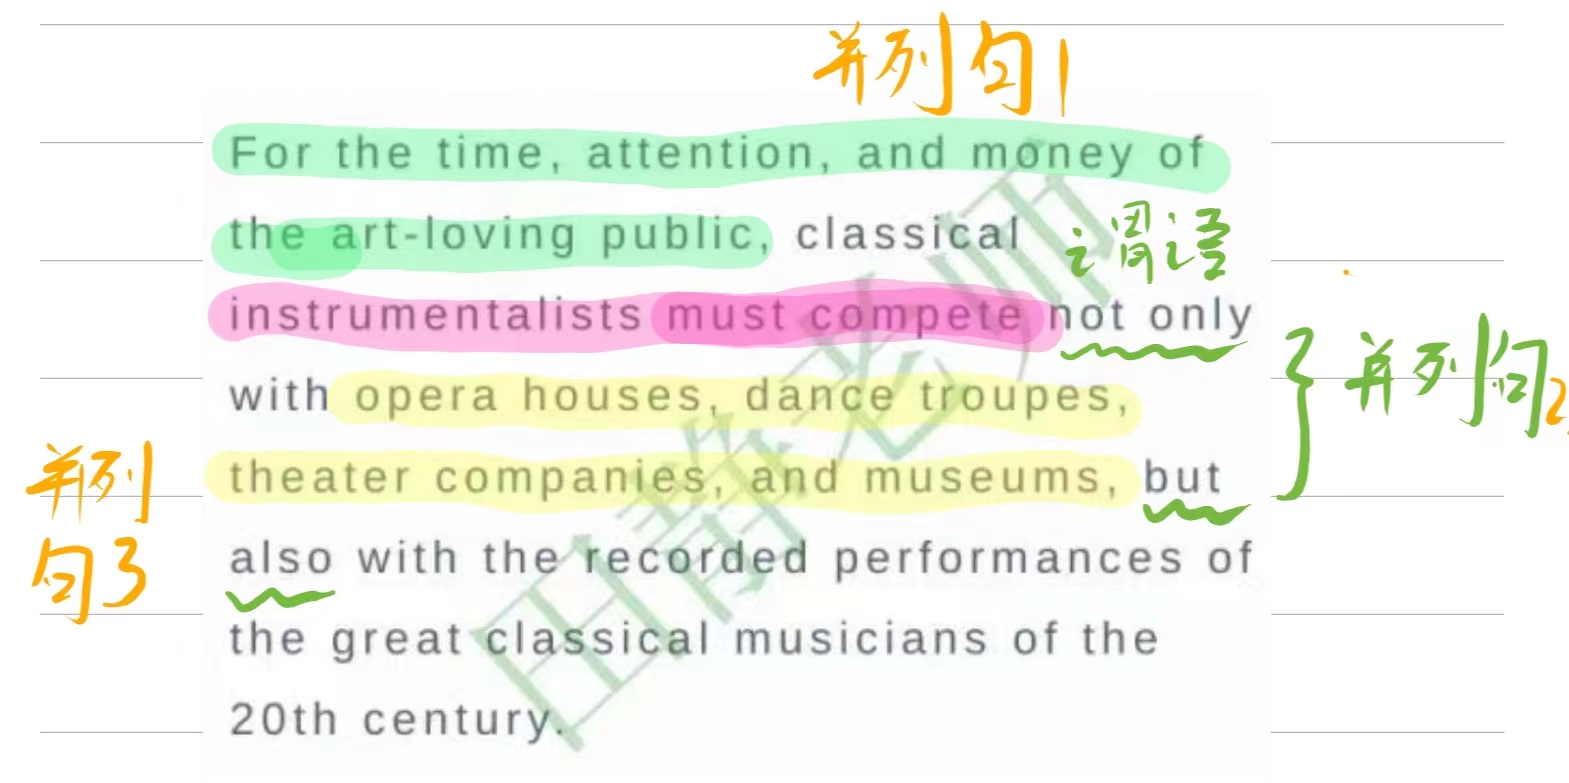 并列句1
For the time, attention, and money of
the art-loving public, classical
谓语
instrumentalists must compete not only
with opera houses, dance troupes,
并列句2
theater companies, and museums, but
并列
句3
also with the recorded performances of
the great classical musicians of the
20th century.
田静老师